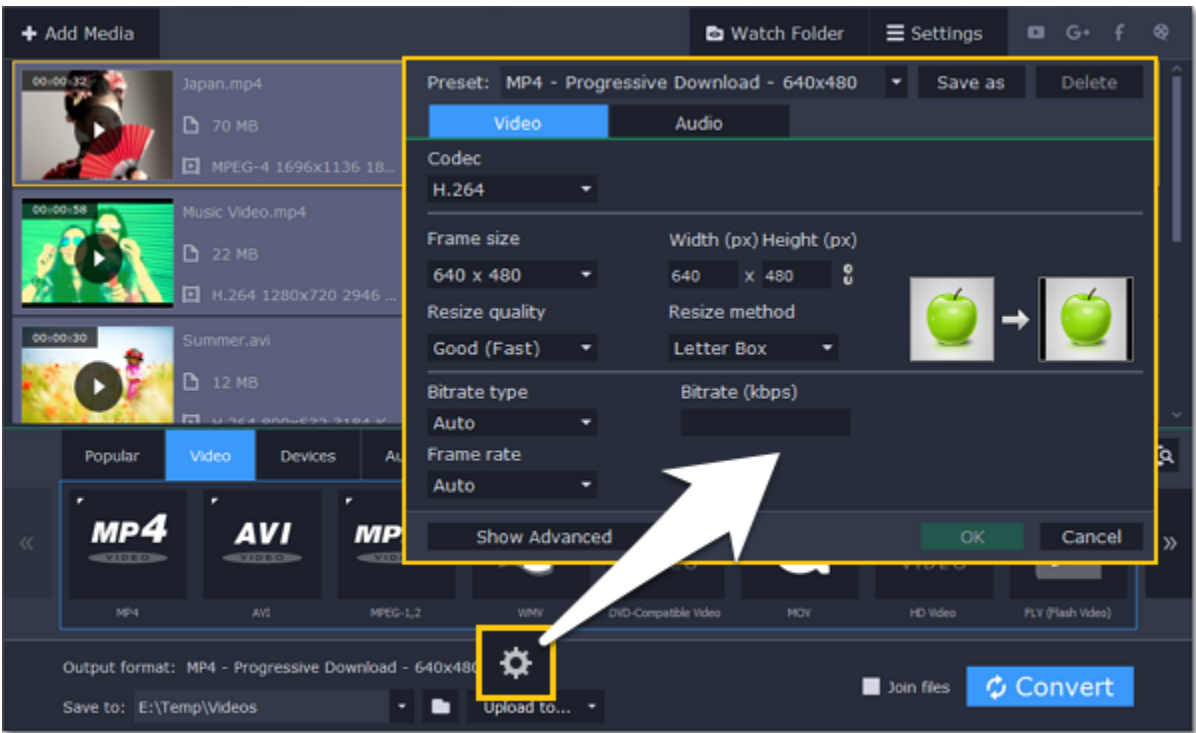 Add Media
Watch Folder
Settings
G+
f
00:00:32
Japan.mp4
70 MB
MPEG-4 1696x1136 18...
00:00:58
Music Video.mp4
22 MB
H.264 1280x720 2946 ...
00:00:30
Summer.avi
12 MB
Preset: MP4 - Progressive Download - 640x480
Save as
Delete
Video
Audio
Codec
H.264
Frame size
Width (px) Height (px)
640 x 480
640 x 480
Resize quality
Resize method
Good (Fast)
Letter Box
Bitrate type
Bitrate (kbps)
Auto
Frame rate
Auto
Show Advanced
OK
Cancel
Popular
Video
Devices
Au
MP4
VIDEO
AVI
VIDEO
MP
VIDEO
MP4
AVI
MPEG-1,2
WMV
DVD-Compatible Video
MOV
HD Video
FLV (Flash Video)
Output format: MP4 - Progressive Download - 640x480
Save to: E:\Temp\Videos
Upload to...
Join files
Convert